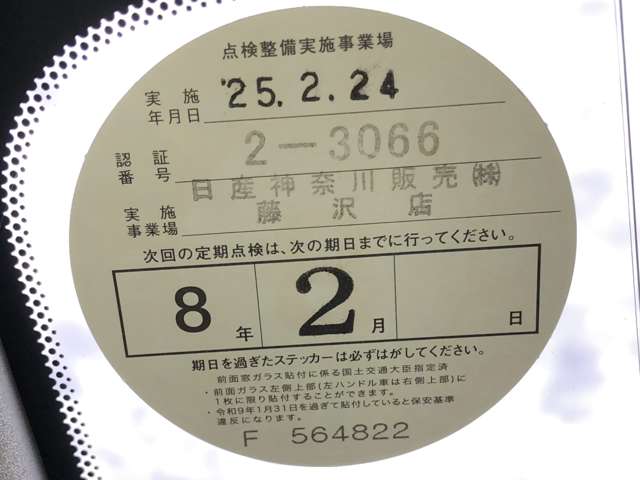 点検整備実施事業場
実施年月日 '25.2.24
認証番号 2-3066
日産神奈川販売㈱
実施事業場 藤沢店
次回の定期点検は、次の期日までに行ってください。
8年 2月 日
期日を過ぎたステッカーは必ずはがしてください。
前面窓ガラス貼付に係る国土交通大臣指定済
・前面ガラス左側上部(左ハンドル車は右側上部)に
1枚に限り貼付することができます。
・令和9年1月31日を過ぎて貼付していると保安基準
違反になります。
F 564822